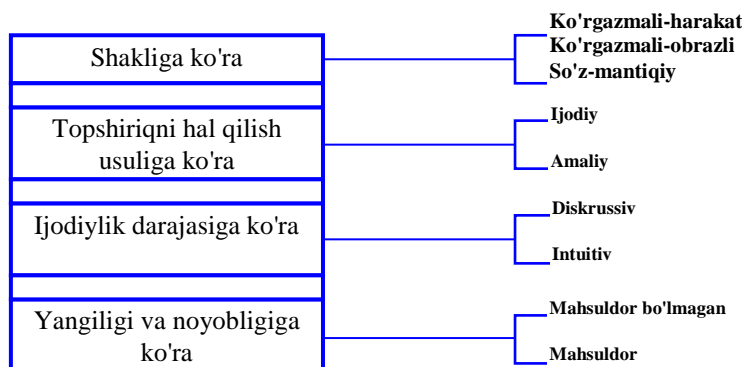 Shakliga ko'ra
Ko'rgazmali-harakat
Ko'rgazmali-obrazli
So'z-mantiqiy
Topshiriqni hal qilish
usuliga ko'ra
Ijodiy
Amaliy
Ijodiylik darajasiga ko'ra
Diskrussiv
Intuitiv
Yangiligi va noyobligiga
ko'ra
Mahsuldor bo'lmagan
Mahsuldor